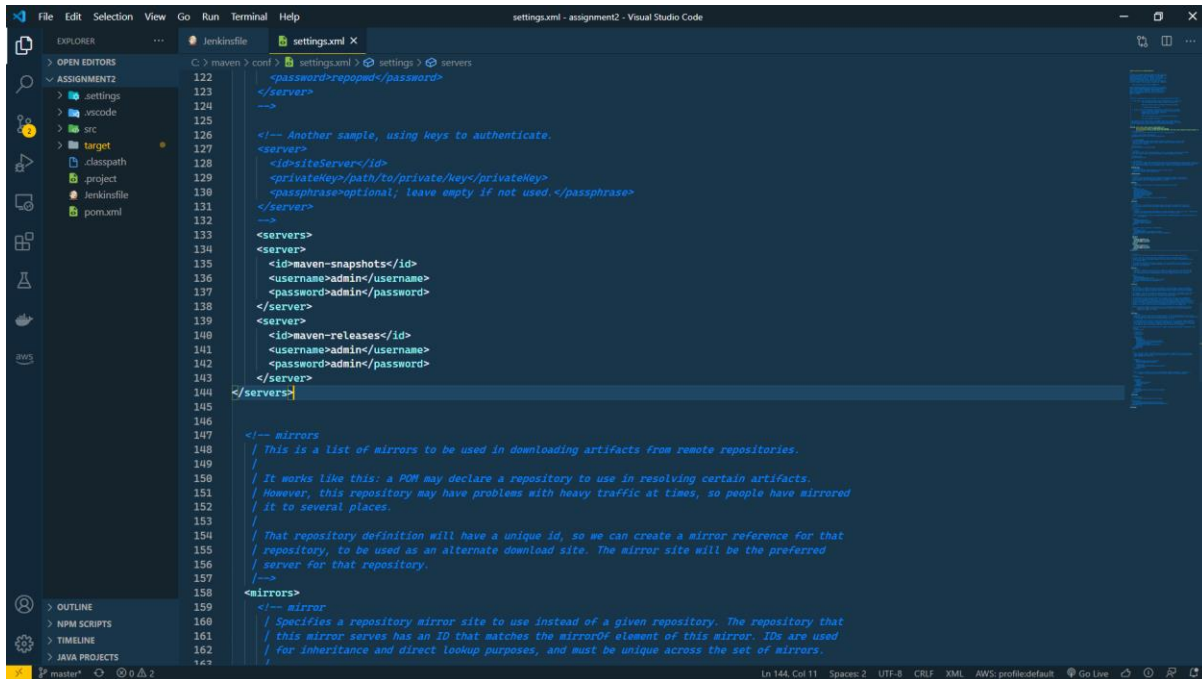 File Edit Selection View Go Run Terminal Help
settings.xml - assignment2 - Visual Studio Code
EXPLORER
OPEN EDITORS
ASSIGNMENT2
.settings
.vscode
src
target
.classpath
.project
Jenkinsfile
pom.xml
OUTLINE
NPM SCRIPTS
TIMELINE
JAVA PROJECTS
2
aws
Jenkinsfile settings.xml
C: > maven > conf > settings.xml > settings > servers
122 <password>repopwd</password>
123 </server>
124 -->
125
126 <!-- Another sample, using keys to authenticate.
127 <server>
128 <id>siteServer</id>
129 <privateKey>/path/to/private/key</privateKey>
130 <passphrase>optional; leave empty if not used.</passphrase>
131 </server>
132 -->
133 <servers>
134 <server>
135 <id>maven-snapshots</id>
136 <username>admin</username>
137 <password>admin</password>
138 </server>
139 <server>
140 <id>maven-releases</id>
141 <username>admin</username>
142 <password>admin</password>
143 </server>
144 </servers>
145
146
147 <!-- mirrors
148 | This is a list of mirrors to be used in downloading artifacts from remote repositories.
149 |
150 | It works like this: a POM may declare a repository to use in resolving certain artifacts.
151 | However, this repository may have problems with heavy traffic at times, so people have mirrored
152 | it to several places.
153 |
154 | That repository definition will have a unique id, so we can create a mirror reference for that
155 | repository, to be used as an alternate download site. The mirror site will be the preferred
156 | server for that repository.
157 |-->
158 <mirrors>
159 <!-- mirror
160 | Specifies a repository mirror site to use instead of a given repository. The repository that
161 | this mirror serves has an ID that matches the mirrorOf element of this mirror. IDs are used
162 | for inheritance and direct lookup purposes, and must be unique across the set of mirrors.
163 |
master* 0 2
Ln 144, Col 11 Spaces: 2 UTF-8 CRLF XML AWS: profile:default Go Live